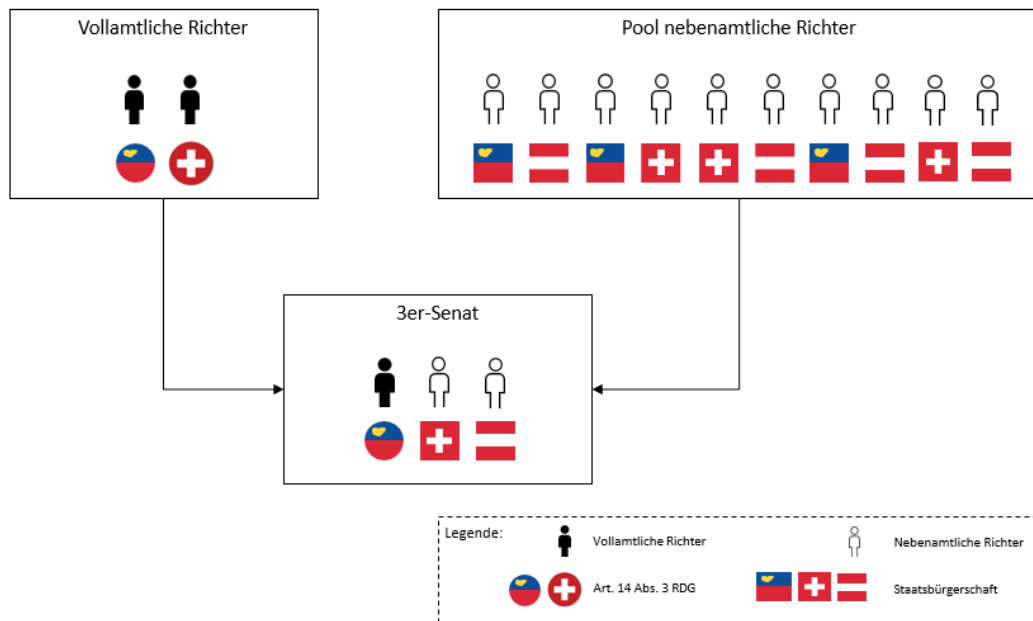 Vollamtliche Richter
Pool nebenamtliche Richter
3er-Senat
Legende:
Vollamtliche Richter
Nebenamtliche Richter
Art. 14 Abs. 3 RDG
Staatsbürgerschaft